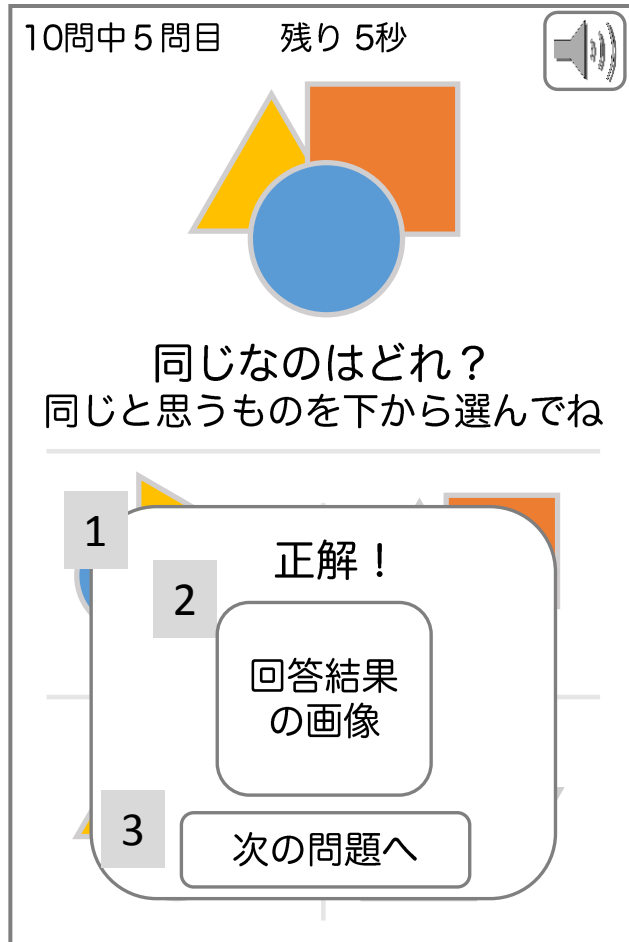 10問中5問目
残り 5秒
同じなのはどれ？
同じと思うものを下から選んでね
1
正解！
2
回答結果
の画像
3
次の問題へ